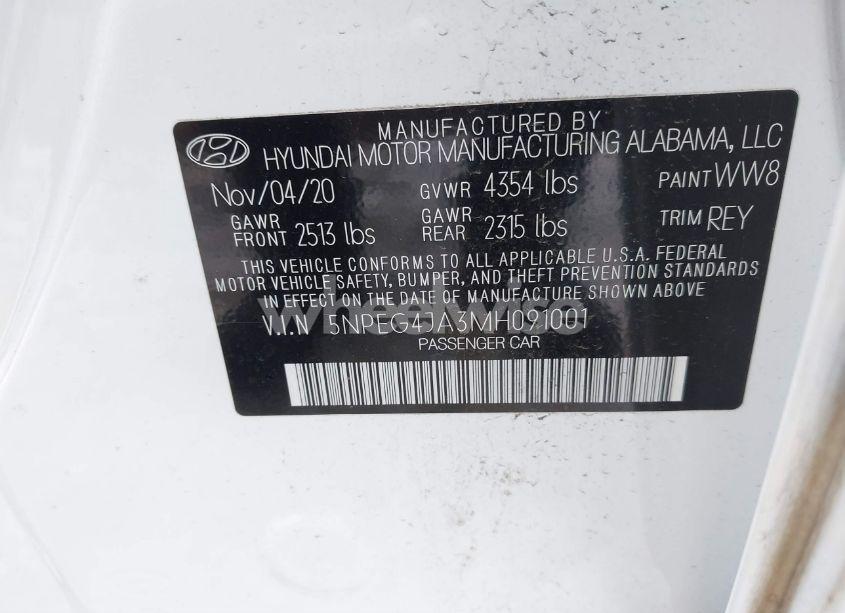 MANUFACTURED BY
HYUNDAI MOTOR MANUFACTURING ALABAMA, LLC
Nov/04/20 GVWR 4354 lbs PAINT WW8
GAWR FRONT 2513 lbs GAWR REAR 2315 lbs TRIM REY
THIS VEHICLE CONFORMS TO ALL APPLICABLE U.S.A. FEDERAL
MOTOR VEHICLE SAFETY, BUMPER, AND THEFT PREVENTION STANDARDS
IN EFFECT ON THE DATE OF MANUFACTURE SHOWN ABOVE
wheelwise
V.I.N 5NPEG4JA3MH091001
PASSENGER CAR